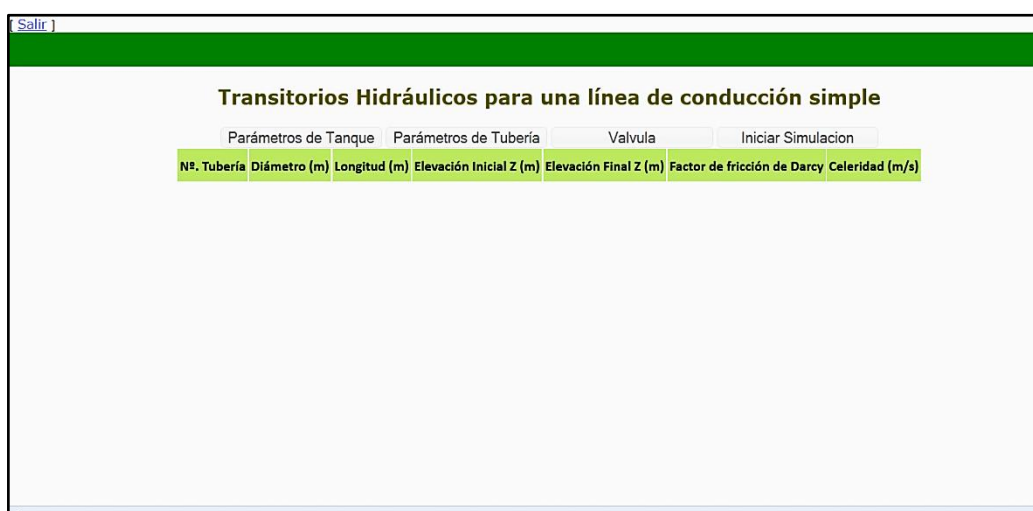 [ Salir ]
Transitorios Hidráulicos para una línea de conducción simple
Parámetros de Tanque Parámetros de Tubería Valvula Iniciar Simulacion
Nº. Tubería Diámetro (m) Longitud (m) Elevación Inicial Z (m) Elevación Final Z (m) Factor de fricción de Darcy Celeridad (m/s)